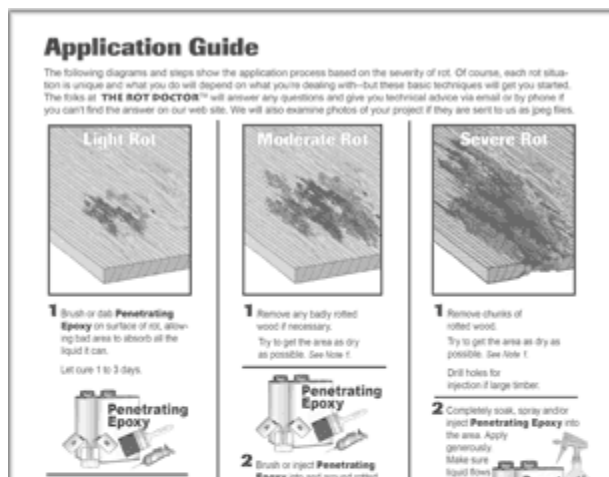 Application Guide
The following diagrams and steps show the application process based on the severity of rot. Of course, each rot situa-
tion is unique and what you do will depend on what you're dealing with--but these basic techniques will get you started.
The folks at THE ROT DOCTOR™ will answer any questions and give you technical advice via email or by phone if
you can't find the answer on our web site. We will also examine photos of your project if they are sent to us as jpeg files.
Light Rot
1 Brush or dab Penetrating
Epoxy on surface of rot, allow-
ing bad area to absorb all the
liquid it can.
Let cure 1 to 3 days.
Penetrating
Epoxy
Moderate Rot
1 Remove any badly rotted
wood if necessary.
Try to get the area as dry
as possible. See Note 1.
Penetrating
Epoxy
2 Brush or inject Penetrating
Epoxy into and around rotted
Severe Rot
1 Remove chunks of
rotted wood.
Try to get the area as dry as
possible. See Note 1.
Drill holes for
injection if large timber.
2 Completely soak, spray and/or
inject Penetrating Epoxy into
the area. Apply
generously.
Make sure
liquid flows